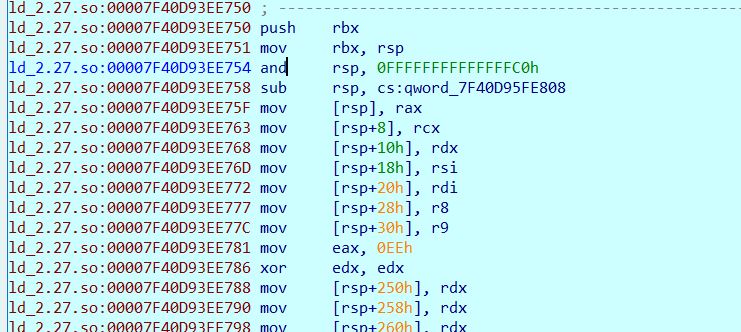 ld_2.27.so:00007F40D93EE750 ; ---------------------------------------------------------------
ld_2.27.so:00007F40D93EE750 push rbx
ld_2.27.so:00007F40D93EE751 mov rbx, rsp
ld_2.27.so:00007F40D93EE754 and rsp, 0FFFFFFFFFFFFFFC0h
ld_2.27.so:00007F40D93EE758 sub rsp, cs:qword_7F40D95FE808
ld_2.27.so:00007F40D93EE75F mov [rsp], rax
ld_2.27.so:00007F40D93EE763 mov [rsp+8], rcx
ld_2.27.so:00007F40D93EE768 mov [rsp+10h], rdx
ld_2.27.so:00007F40D93EE76D mov [rsp+18h], rsi
ld_2.27.so:00007F40D93EE772 mov [rsp+20h], rdi
ld_2.27.so:00007F40D93EE777 mov [rsp+28h], r8
ld_2.27.so:00007F40D93EE77C mov [rsp+30h], r9
ld_2.27.so:00007F40D93EE781 mov eax, 0EEh
ld_2.27.so:00007F40D93EE786 xor edx, edx
ld_2.27.so:00007F40D93EE788 mov [rsp+250h], rdx
ld_2.27.so:00007F40D93EE790 mov [rsp+258h], rdx
ld_2.27.so:00007F40D93EE798 mov [rsp+260h], rdx